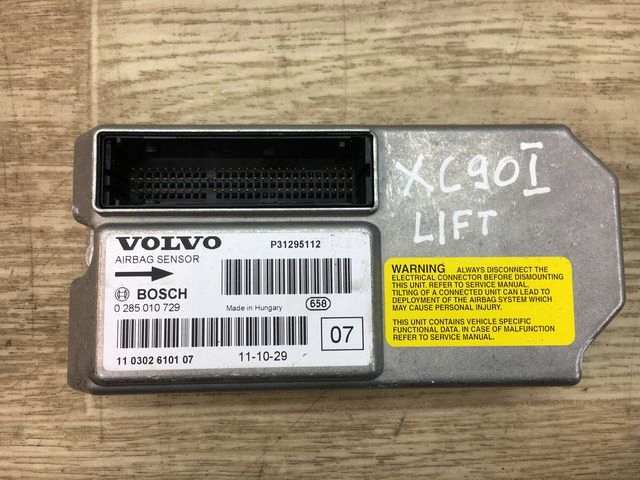 XC90I
LIFT
VOLVO
P31295112
AIRBAG SENSOR
BOSCH
0 285 010 729
Made in Hungary
658
07
11 0302 6101 07
11-10-29
WARNING ALWAYS DISCONNECT THE
ELECTRICAL CONNECTOR BEFORE DISMOUNTING
THIS UNIT. REFER TO SERVICE MANUAL.
TILTING OF A CONNECTED UNIT CAN LEAD TO
DEPLOYMENT OF THE AIRBAG SYSTEM WHICH
MAY CAUSE PERSONAL INJURY.
THIS UNIT CONTAINS VEHICLE SPECIFIC
FUNCTIONAL DATA. IN CASE OF MALFUNCTION
REFER TO SERVICE MANUAL.